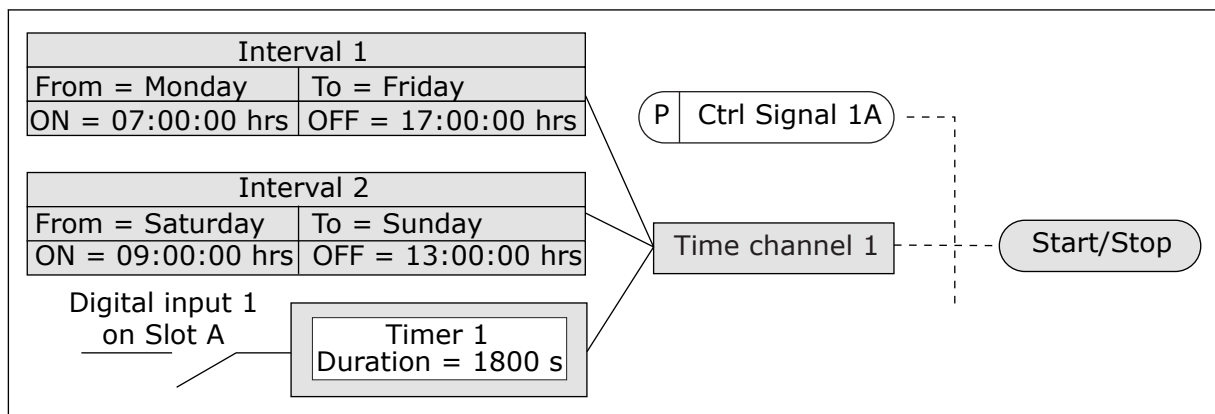 Interval 1
From = Monday To = Friday
ON = 07:00:00 hrs OFF = 17:00:00 hrs
P Ctrl Signal 1A
Interval 2
From = Saturday To = Sunday
ON = 09:00:00 hrs OFF = 13:00:00 hrs
Time channel 1
Start/Stop
Digital input 1
on Slot A
Timer 1
Duration = 1800 s